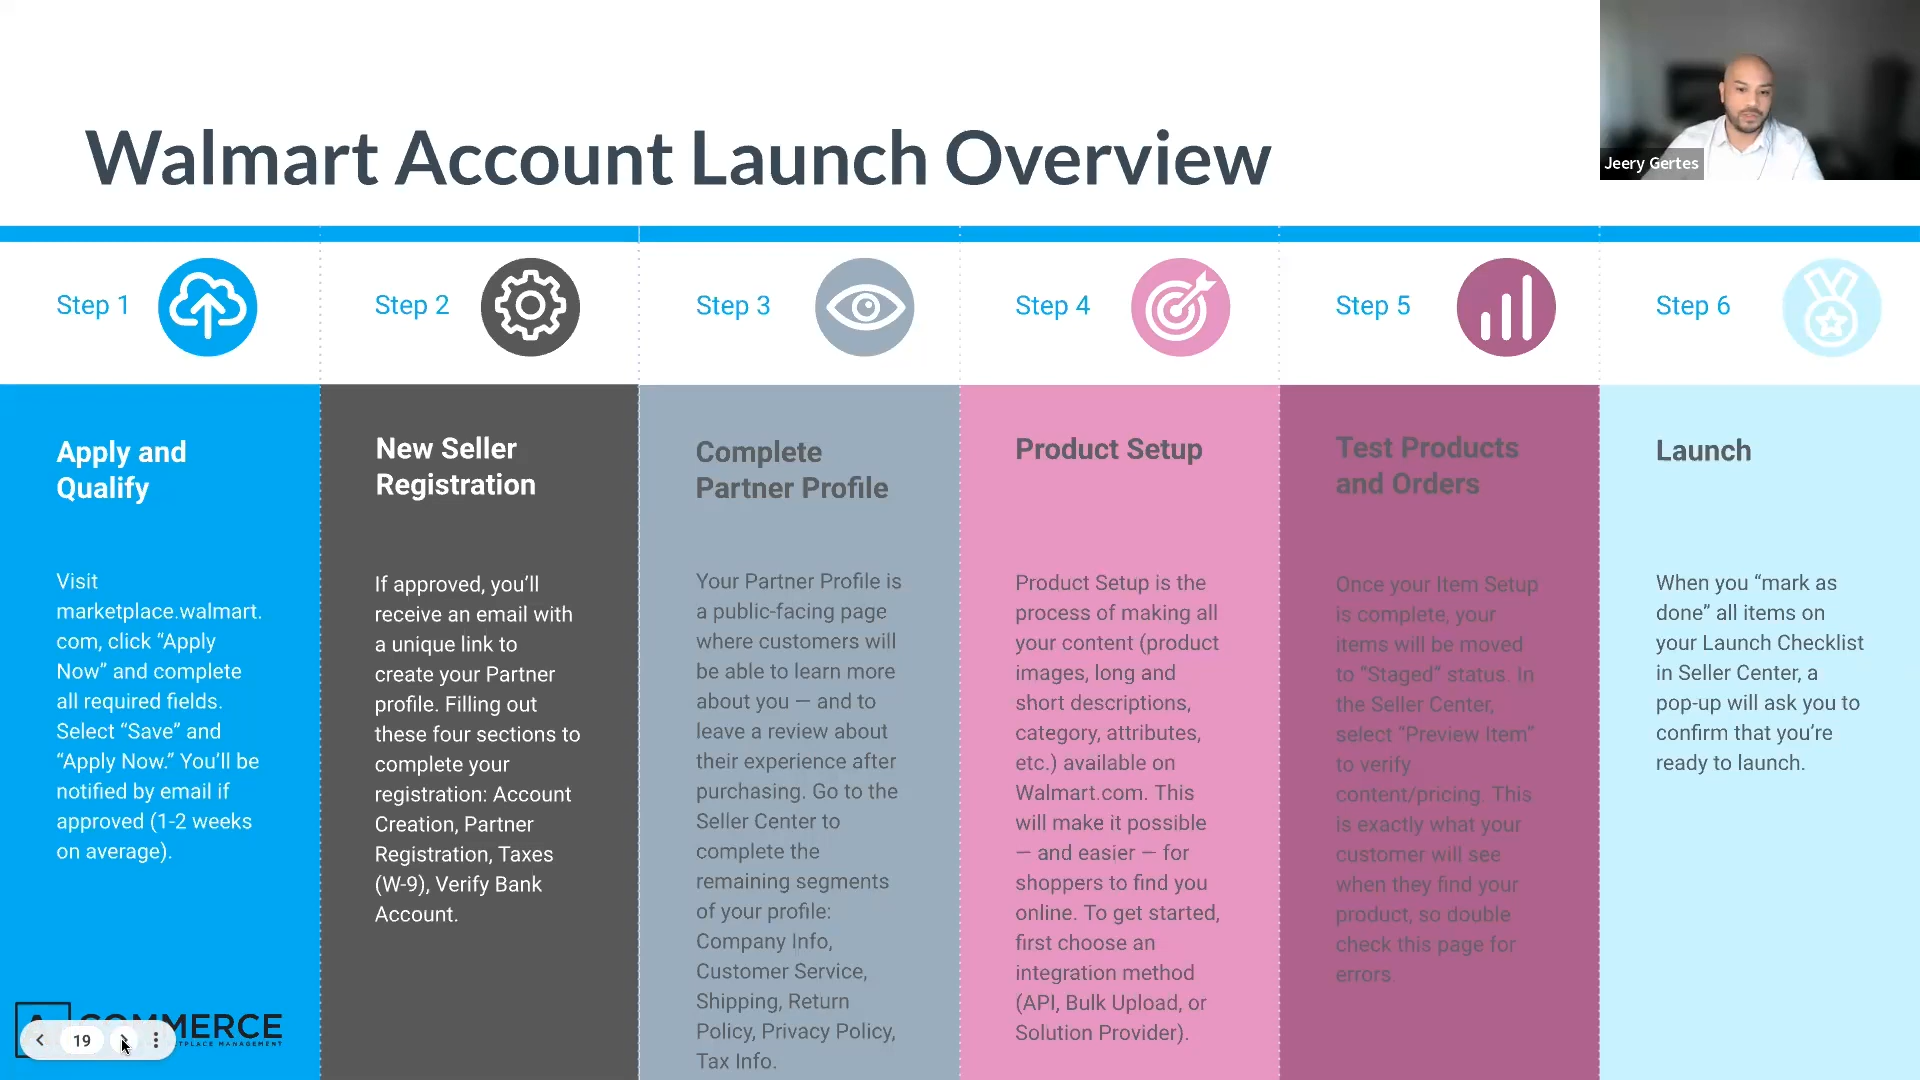 Walmart Account Launch Overview
Jeery Gertes
Step 1
Step 2
Step 3
Step 4
Step 5
Step 6
Apply and
Qualify
Visit
marketplace.walmart.
com, click “Apply
Now” and complete
all required fields.
Select “Save” and
“Apply Now.” You’ll be
notified by email if
approved (1-2 weeks
on average).
New Seller
Registration
If approved, you’ll
receive an email with
a unique link to
create your Partner
profile. Filling out
these four sections to
complete your
registration: Account
Creation, Partner
Registration, Taxes
(W-9), Verify Bank
Account.
Complete
Partner Profile
Your Partner Profile is
a public-facing page
where customers will
be able to learn more
about you — and to
leave a review about
their experience after
purchasing. Go to the
Seller Center to
complete the
remaining segments
of your profile:
Company Info,
Customer Service,
Shipping, Return
Policy, Privacy Policy,
Tax Info.
Product Setup
Product Setup is the
process of making all
your content (product
images, long and
short descriptions,
category, attributes,
etc.) available on
Walmart.com. This
will make it possible
— and easier — for
shoppers to find you
online. To get started,
first choose an
integration method
(API, Bulk Upload, or
Solution Provider).
Test Products
and Orders
Once your Item Setup
is complete, your
items will be moved
to “Staged” status. In
the Seller Center,
select “Preview Item”
to verify
content/pricing. This
is exactly what your
customer will see
when they find your
product, so double
check this page for
errors.
Launch
When you “mark as
done” all items on
your Launch Checklist
in Seller Center, a
pop-up will ask you to
confirm that you’re
ready to launch.
19
MANAGEMENT